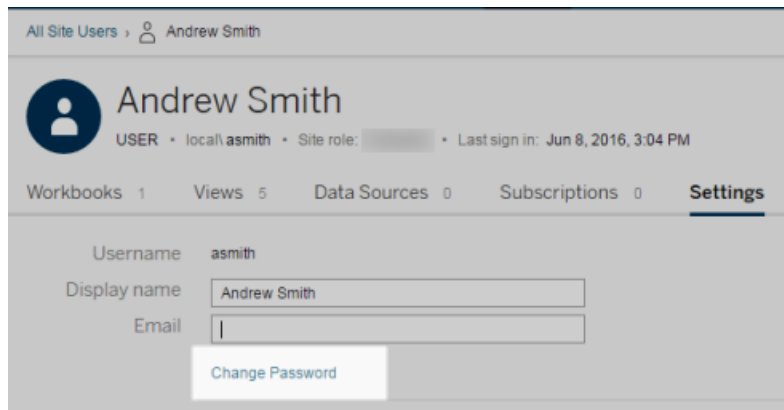 All Site Users › Andrew Smith
Andrew Smith
USER • local\asmith • Site role: • Last sign in: Jun 8, 2016, 3:04 PM
Workbooks 1 Views 5 Data Sources 0 Subscriptions 0 Settings
Username asmith
Display name Andrew Smith
Email
Change Password